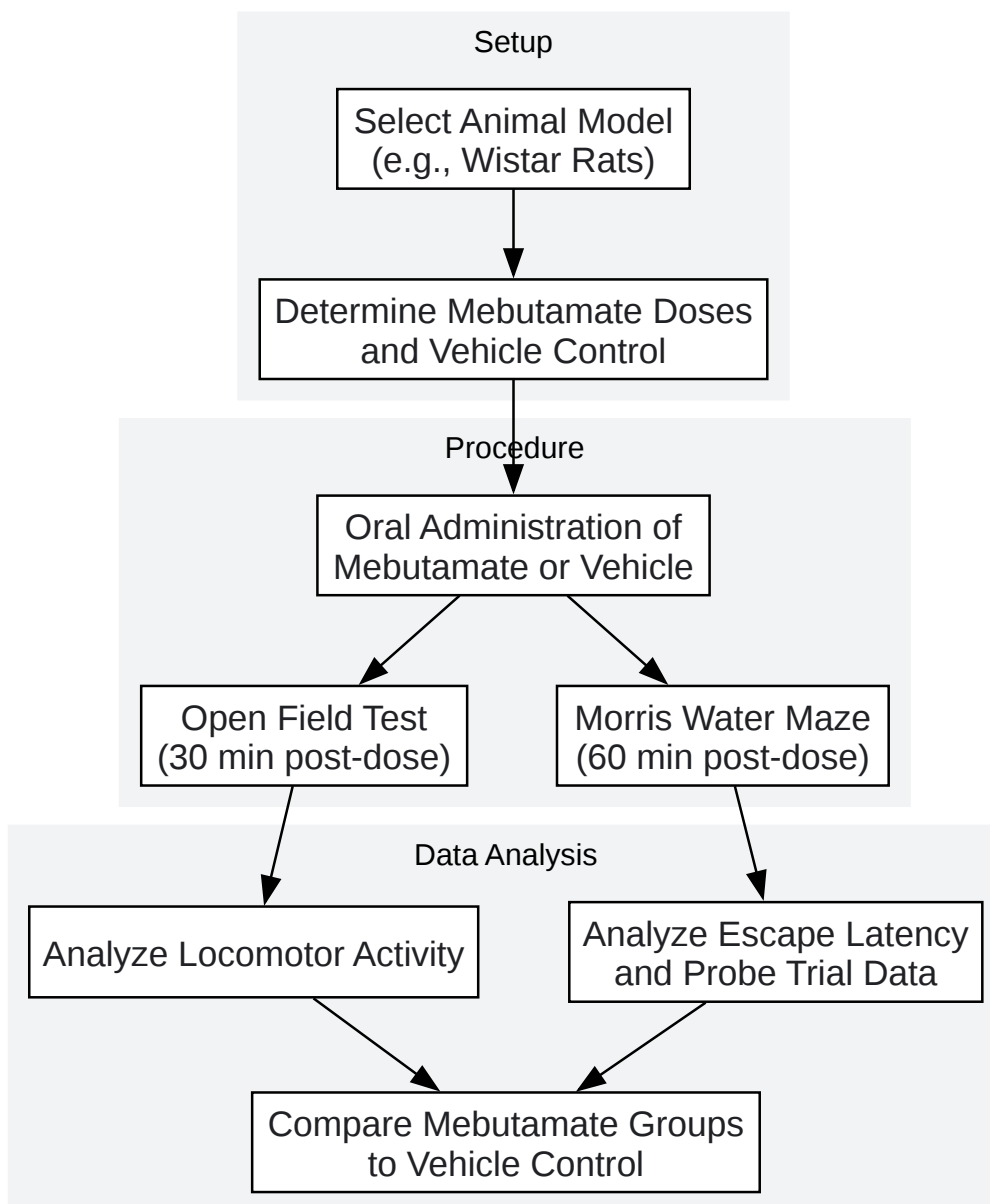 Setup
Select Animal Model
(e.g., Wistar Rats)
Determine Mebutamate Doses
and Vehicle Control
Procedure
Oral Administration of
Mebutamate or Vehicle
Open Field Test
(30 min post-dose)
Morris Water Maze
(60 min post-dose)
Data Analysis
Analyze Locomotor Activity
Analyze Escape Latency
and Probe Trial Data
Compare Mebutamate Groups
to Vehicle Control